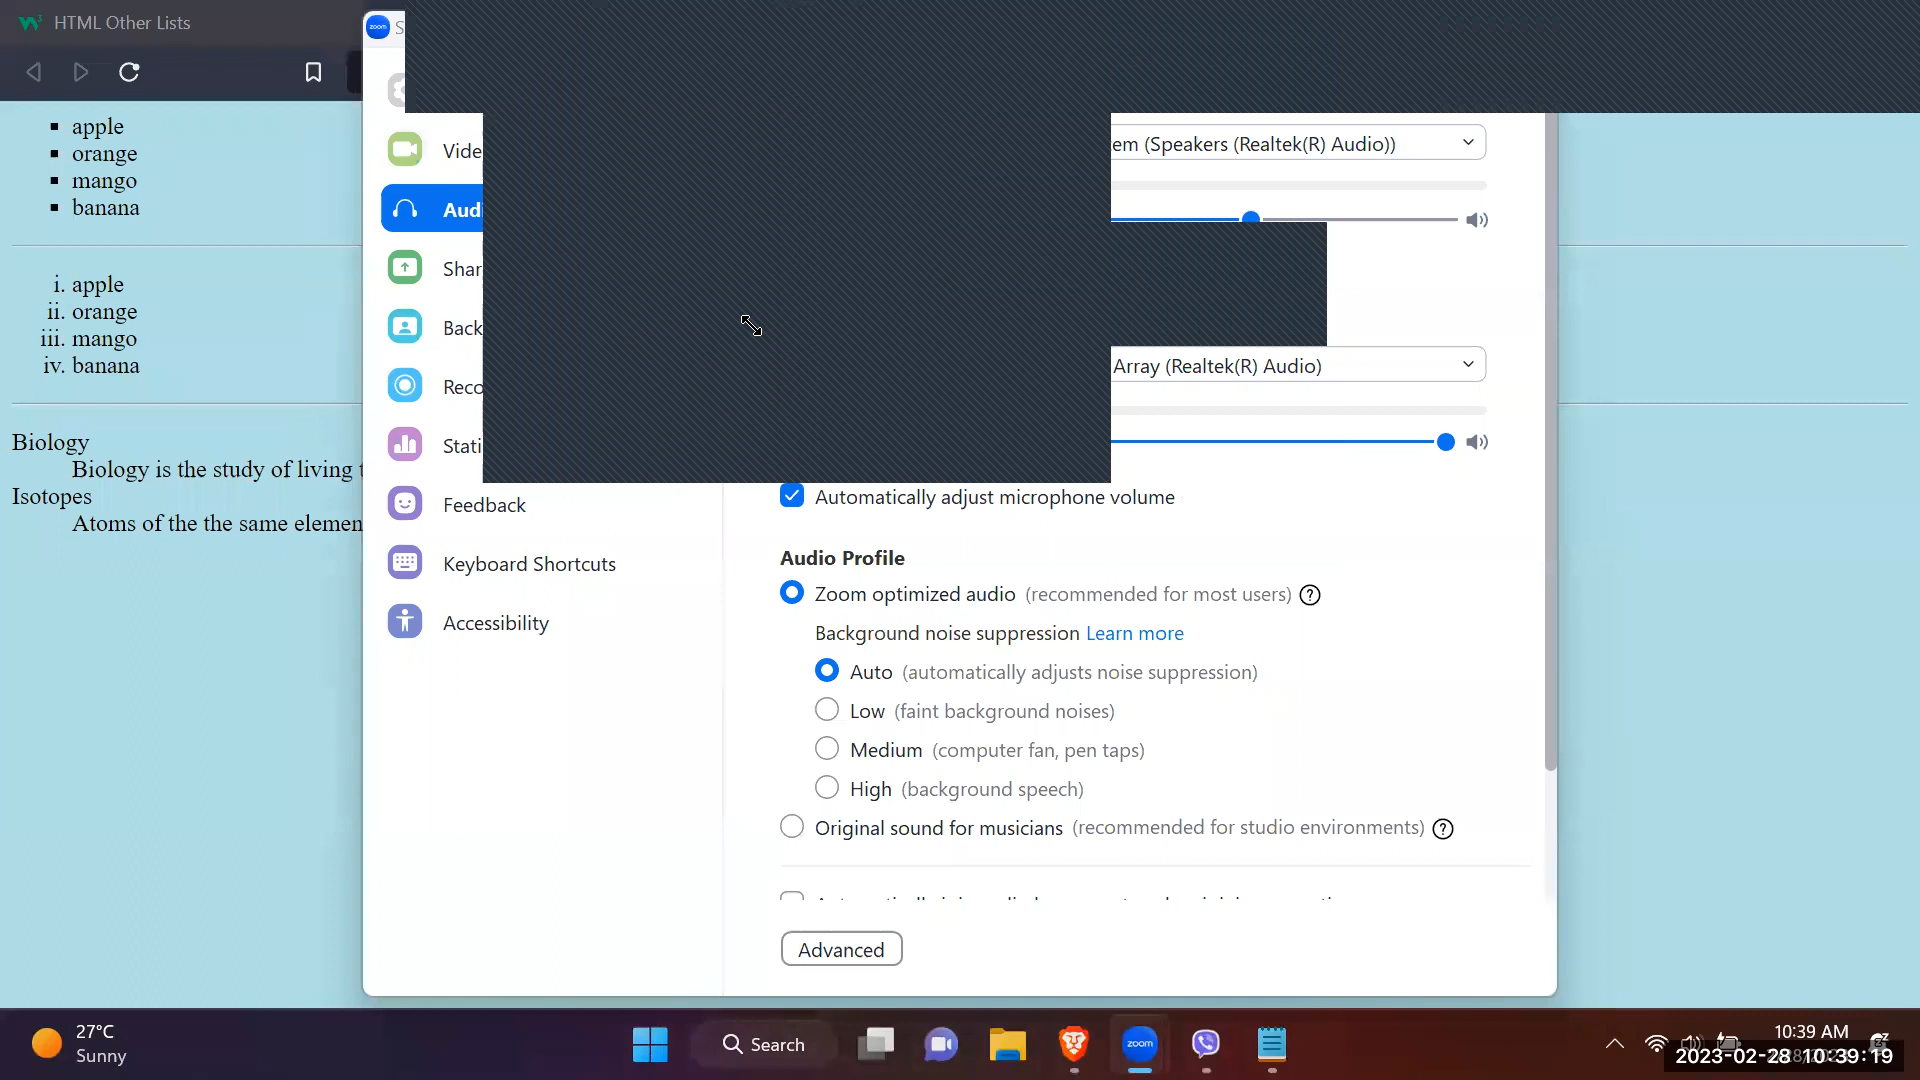 HTML Other Lists
zoom S
apple
orange
mango
banana
i. apple
ii. orange
iii. mango
iv. banana
Biology
Biology is the study of living
Isotopes
Atoms of the the same elemen
Vide
Audi
Shar
Back
Reco
Stati
Feedback
Keyboard Shortcuts
Accessibility
em (Speakers (Realtek(R) Audio))
Array (Realtek(R) Audio)
Automatically adjust microphone volume
Audio Profile
Zoom optimized audio (recommended for most users)
Background noise suppression Learn more
Auto (automatically adjusts noise suppression)
Low (faint background noises)
Medium (computer fan, pen taps)
High (background speech)
Original sound for musicians (recommended for studio environments)
Advanced
27°C
Sunny
Search
zoom
10:39 AM
2023-02-28 10:39:19